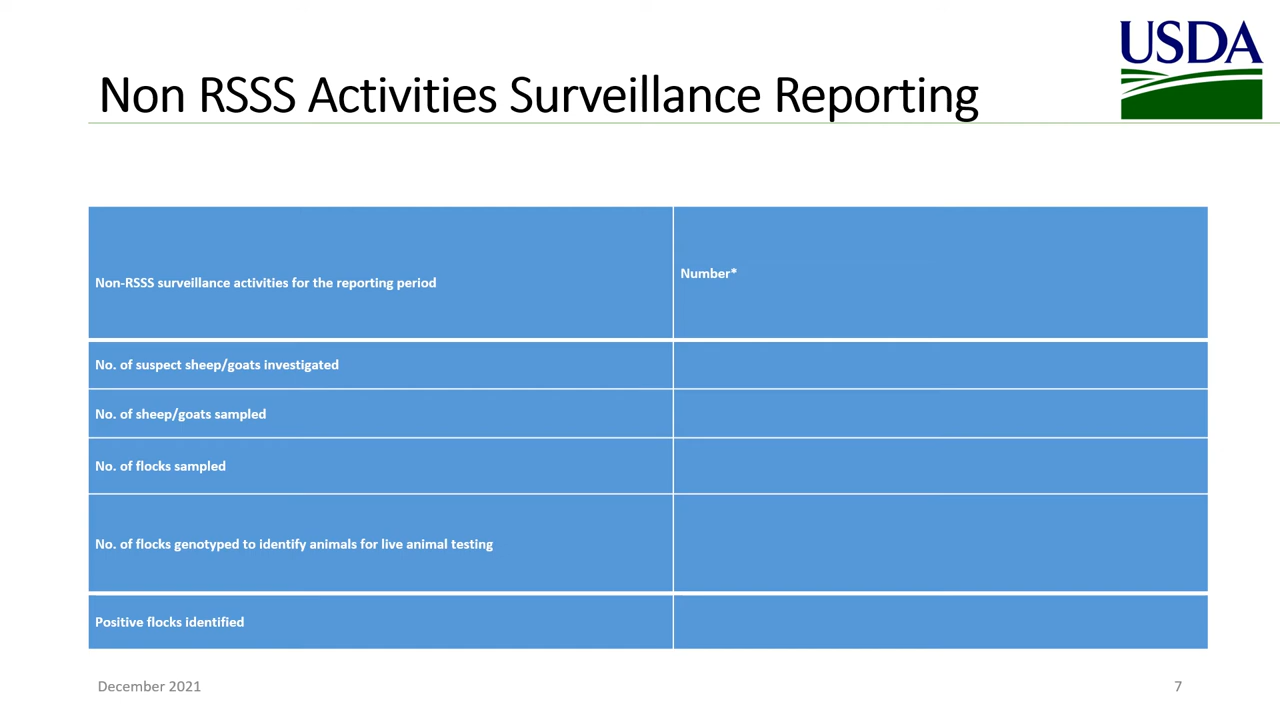 USDA
Non RSSS Activities Surveillance Reporting
Non-RSSS surveillance activities for the reporting period
Number*
No. of suspect sheep/goats investigated
No. of sheep/goats sampled
No. of flocks sampled
No. of flocks genotyped to identify animals for live animal testing
Positive flocks identified
December 2021
7